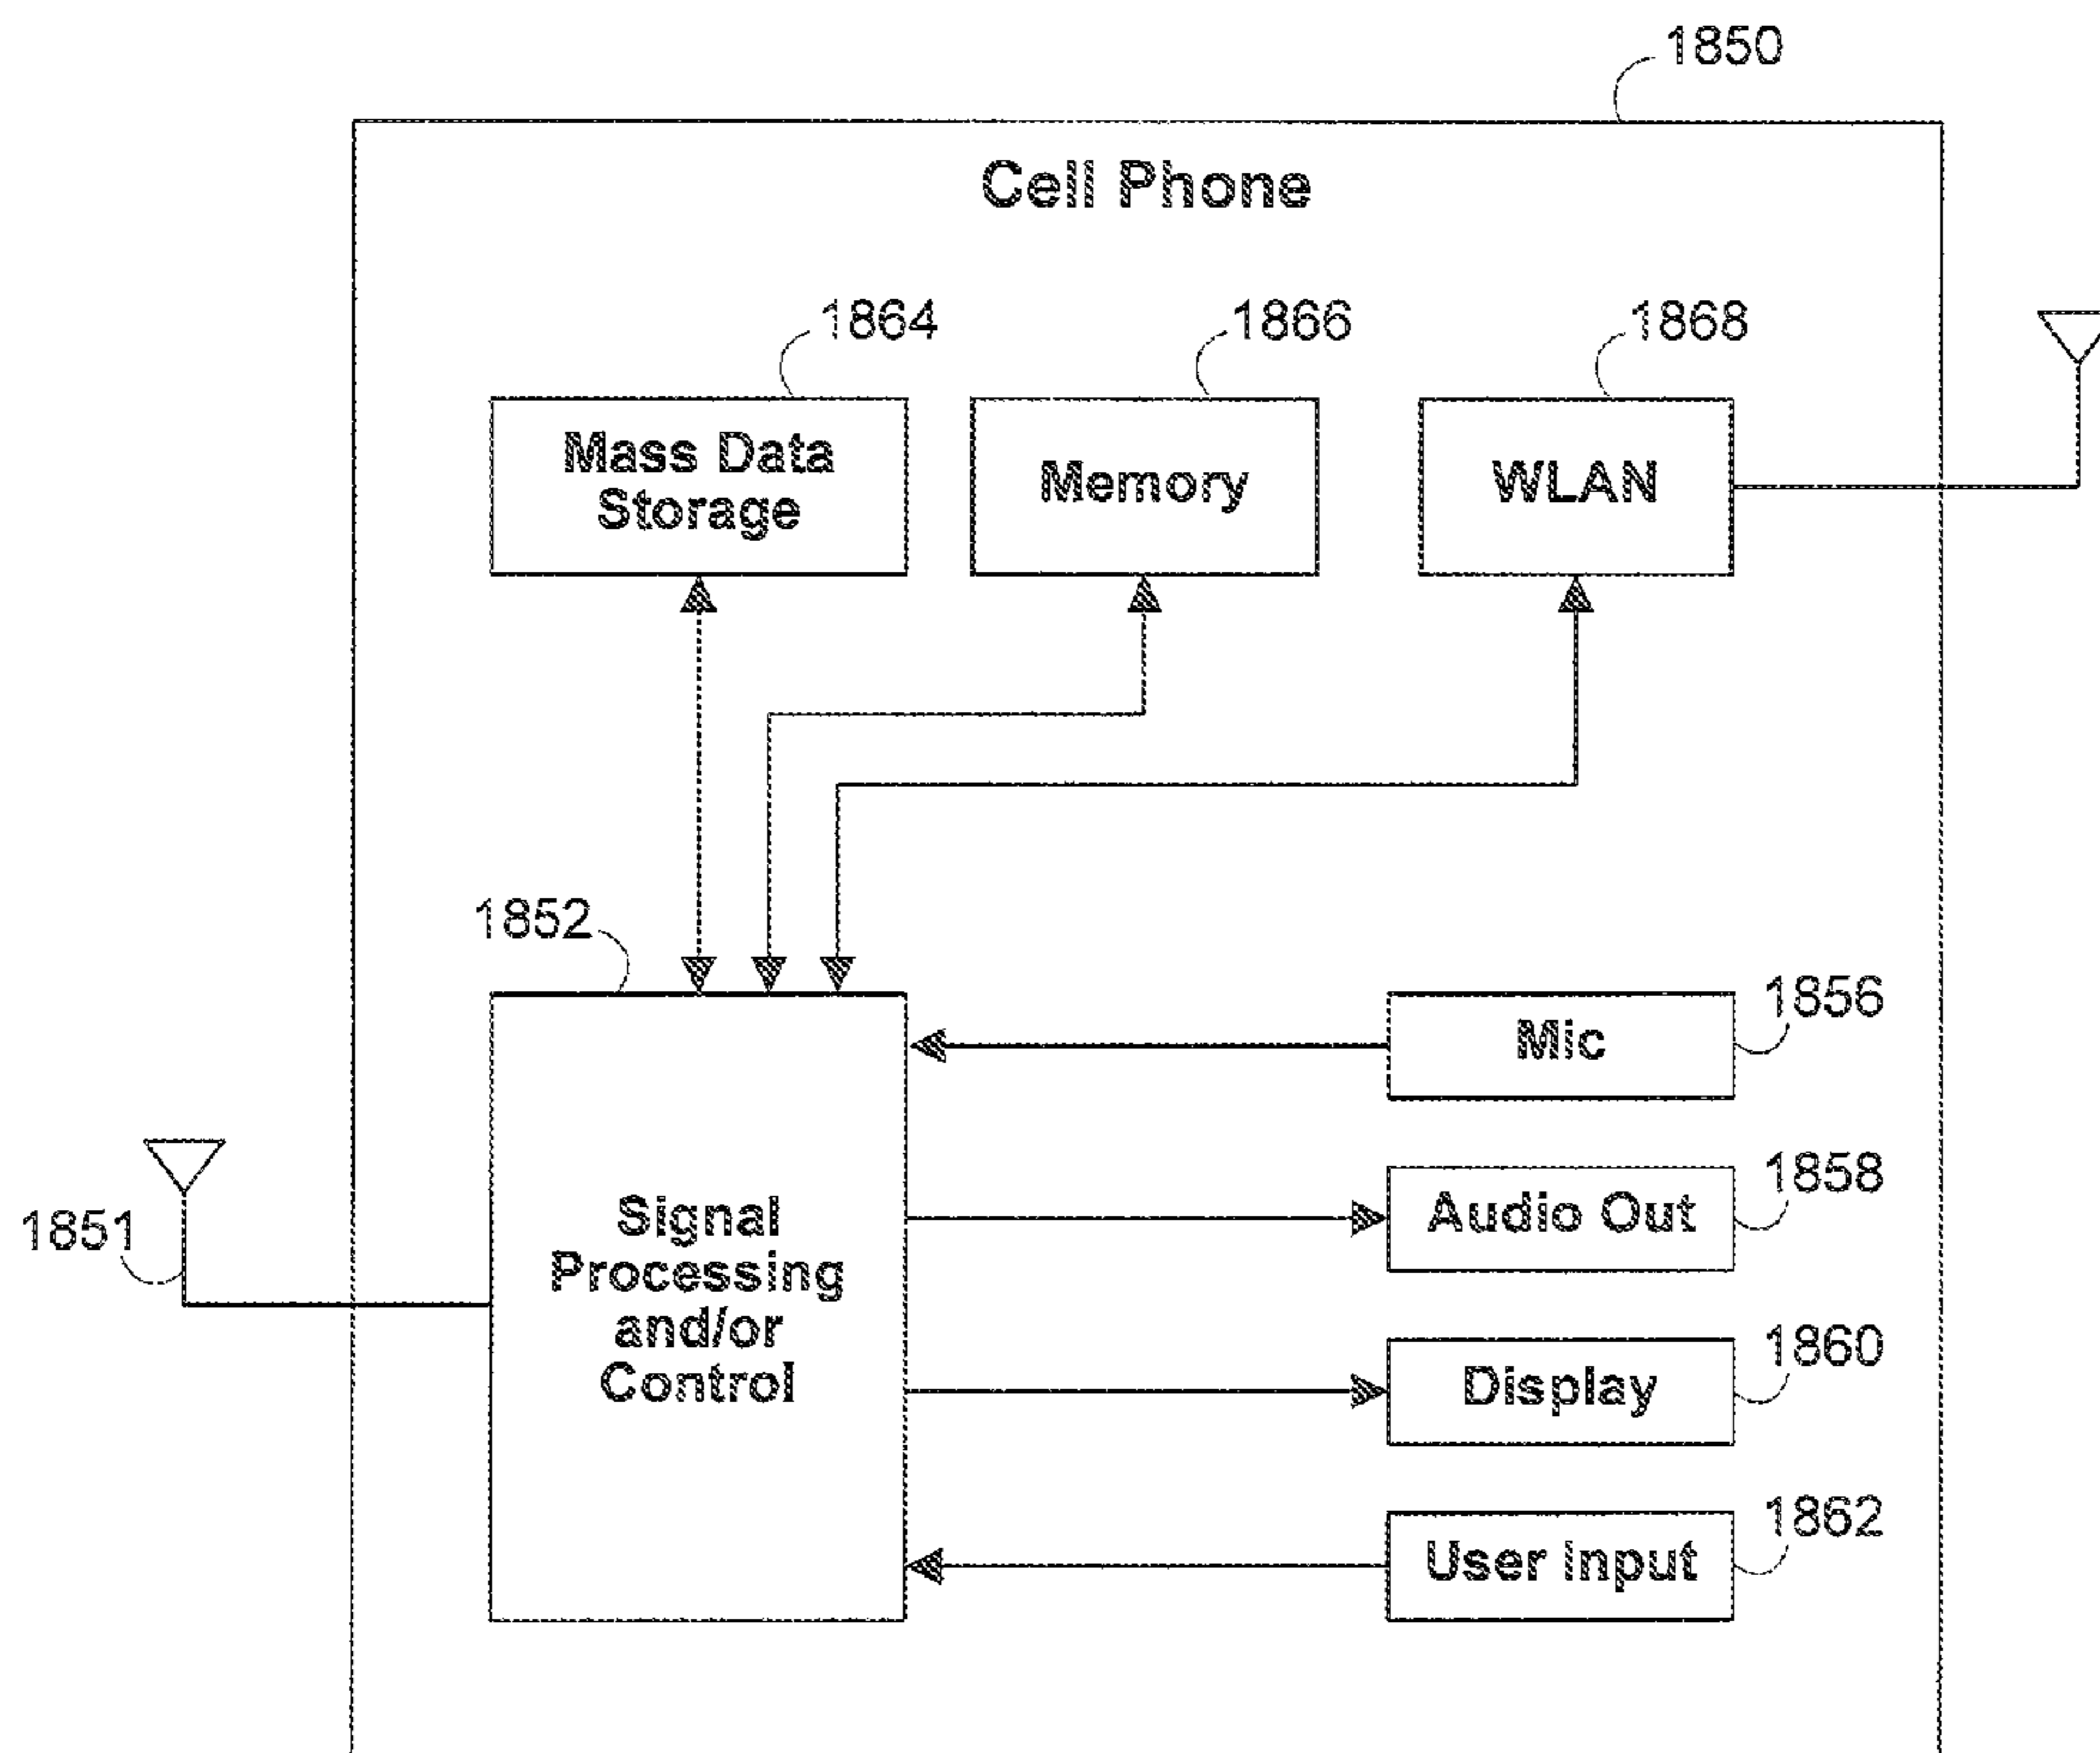 1850
Cell Phone
1864
1866
1868
Mass Data
Storage
Memory
WLAN
1852
Mic
1856
1851
Signal
Processing
and/or
Control
Audio Out
1858
Display
1860
User Input
1862